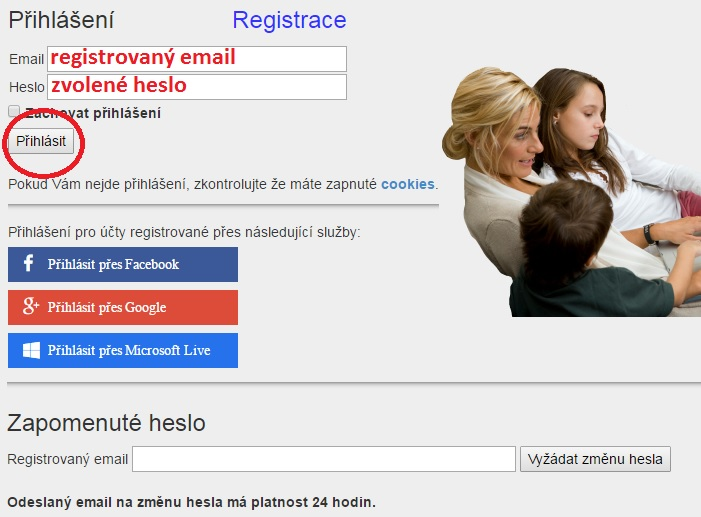 Přihlášení Registrace
Email registrovaný email
Heslo zvolené heslo
Zachovat přihlášení
Přihlásit
Pokud Vám nejde přihlášení, zkontrolujte že máte zapnuté cookies.
Přihlášení pro účty registrované přes následující služby:
f Přihlásit přes Facebook
g+ Přihlásit přes Google
Přihlásit přes Microsoft Live
Zapomenuté heslo
Registrovaný email Vyžádat změnu hesla
Odeslaný email na změnu hesla má platnost 24 hodin.